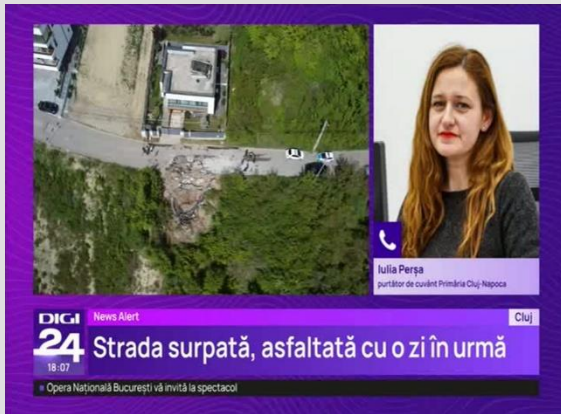 Iulia Perșa
purtător de cuvânt Primăria Cluj-Napoca
DIGI
24
18:07
News Alert
Cluj
Strada surpată, asfaltată cu o zi în urmă
Opera Națională București vă invită la spectacol